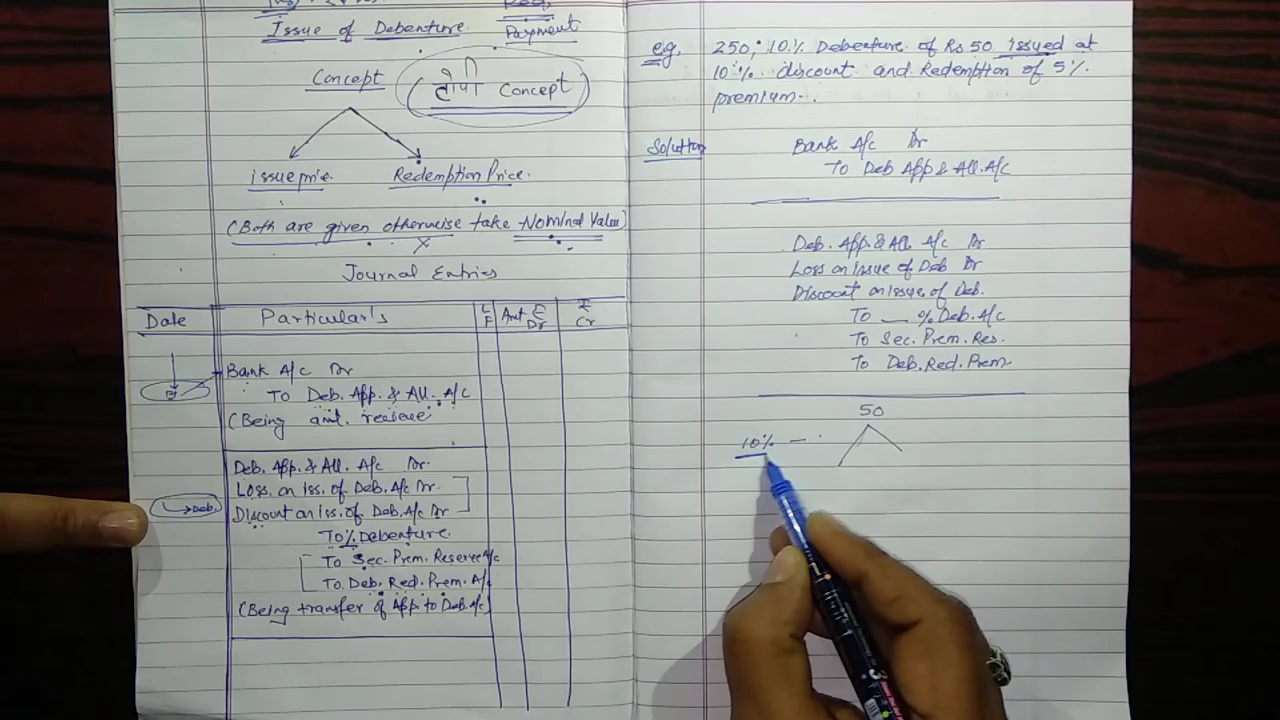 Issue of Debenture
Payment
Concept
( टोपी Concept )
Issue price.
Redemption Price.
(Both are given otherwise take Nominal Value)
Journal Entries
Date
Particular's
L F
Amt ₹ Dr
₹ Cr
Bank A/c Dr
To Deb. App. & All. A/c
(Being amt. receieve
Deb. App. & All. A/c Dr.
Loss. on Iss. of Deb. A/c Dr.
→Deb.
Discount on Iss. of Deb. A/c Dr
To % Debenture.
To Sec. Prem. Reserve A/c
To Deb. Red. Prem. A/c
(Being transfer of App to Deb. A/c)
e.g. 250, 10% Debenture of Rs 50 issued at
10% discount and Redemption of 5%
premium.
Solution
Bank A/c Dr
To Deb App & All. A/c
Deb. App. & All A/c Dr
Loss on issue of Deb Dr
Discount on issue of Deb.
To __ % Deb. A/c
To Sec. Prem. Res.
To Deb. Red. Prem.
50
10% —